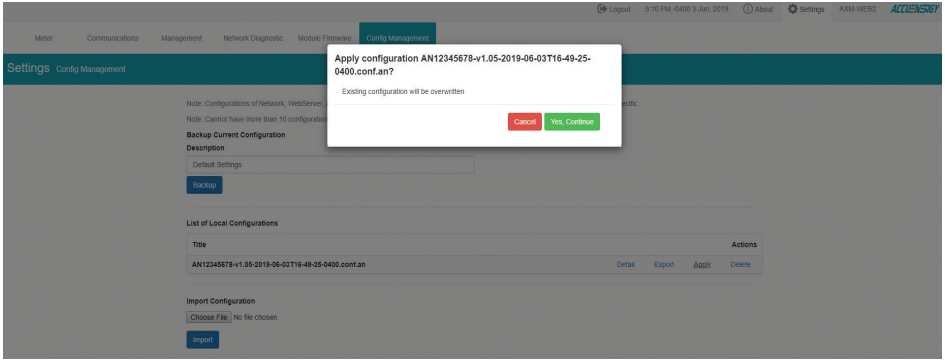 Logout 5:10 PM -0400 3 Jun, 2019 About Settings AXM-WEB2 ACCUENERGY
Meter Communications Management Network Diagnostic Module Firmware Config Management
Settings Config Management
Apply configuration AN12345678-v1.05-2019-06-03T16-49-25-
0400.conf.an?
Existing configuration will be overwritten
Cancel Yes, Continue
Note: Configurations of Network, WebServer,
Note: Cannot have more than 10 configuration
Backup Current Configuration
Description
Default Settings
Backup
List of Local Configurations
Title Actions
AN12345678-v1.05-2019-06-03T16-49-25-0400.conf.an Detail Export Apply Delete
Import Configuration
Choose File No file chosen
Import